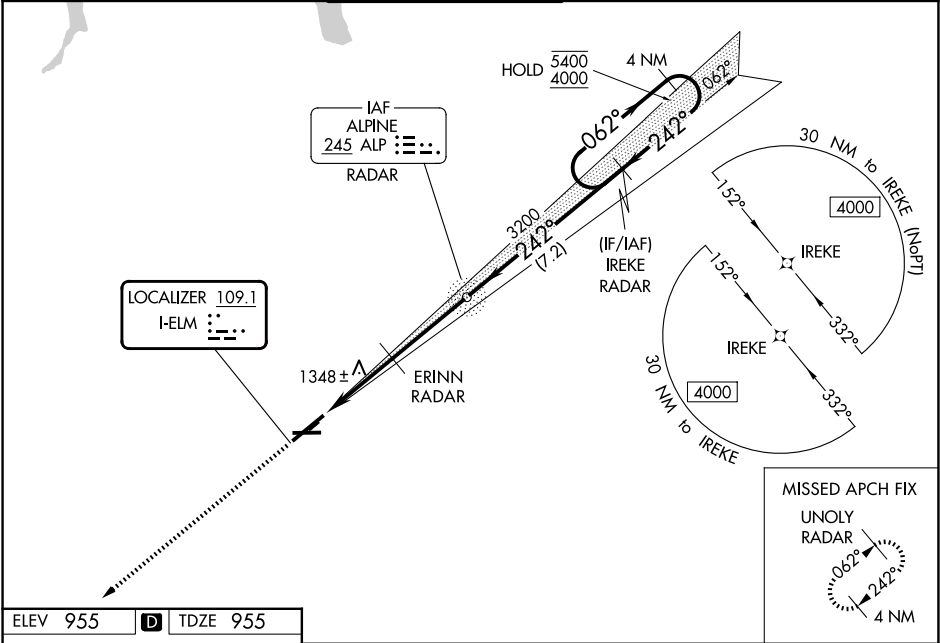 HOLD 5400
4000
4 NM
062°
062°
242°
IAF
ALPINE
245 ALP
RADAR
30 NM to IREKE (NoPT)
152°
4000
IREKE
332°
3200
242°
(7.2)
(IF/IAF)
IREKE
RADAR
152°
IREKE
332°
4000
30 NM to IREKE
LOCALIZER 109.1
I-ELM
1348 ±
ERINN
RADAR
MISSED APCH FIX
UNOLY
RADAR
062°
242°
4 NM
ELEV 955 D TDZE 955